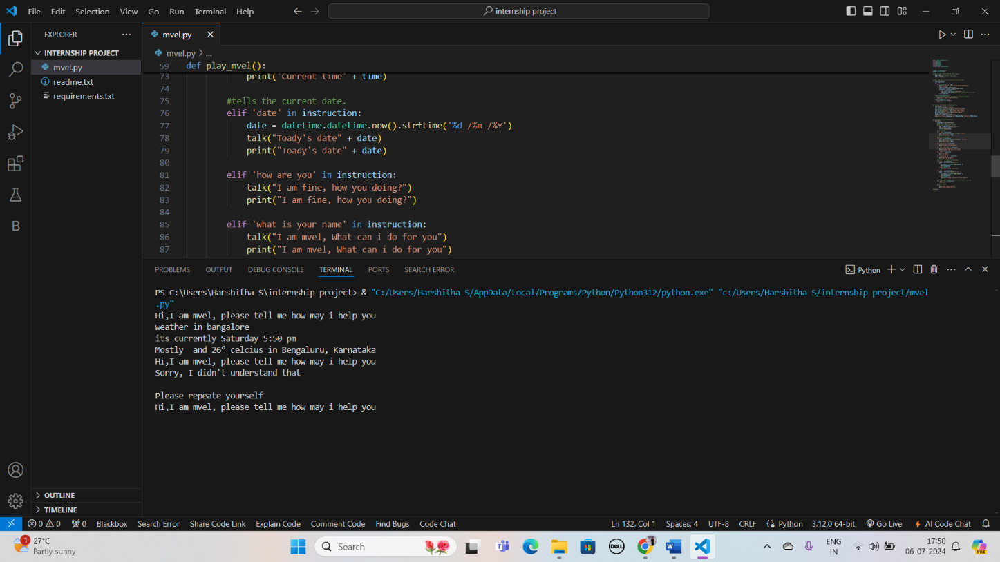 File Edit Selection View Go Run Terminal Help
internship project
EXPLORER
INTERNSHIP PROJECT
mvel.py
readme.txt
requirements.txt
OUTLINE
TIMELINE
B
mvel.py
mvel.py > ...
59 def play_mvel():
73 print('Current time' + time)
74
75 #tells the current date.
76 elif 'date' in instruction:
77 date = datetime.datetime.now().strftime('%d /%m /%Y')
78 talk("Toady's date" + date)
79 print("Toady's date" + date)
80
81 elif 'how are you' in instruction:
82 talk("I am fine, how you doing?")
83 print("I am fine, how you doing?")
84
85 elif 'what is your name' in instruction:
86 talk("I am mvel, What can i do for you")
87 print("I am mvel, What can i do for you")
PROBLEMS OUTPUT DEBUG CONSOLE TERMINAL PORTS SEARCH ERROR
Python
PS C:\Users\Harshitha S\internship project> & "C:/Users/Harshitha S/AppData/Local/Programs/Python/Python312/python.exe" "c:/Users/Harshitha S/internship project/mvel
.py"
Hi,I am mvel, please tell me how may i help you
weather in bangalore
its currently Saturday 5:50 pm
Mostly  and 26° celcius in Bengaluru, Karnataka
Hi,I am mvel, please tell me how may i help you
Sorry, I didn't understand that
Please repeate yourself
Hi,I am mvel, please tell me how may i help you
0 0 0 Blackbox Search Error Share Code Link Explain Code Comment Code Find Bugs Code Chat
Ln 132, Col 1 Spaces: 4 UTF-8 CRLF Python 3.12.0 64-bit Go Live AI Code Chat
1
27°C
Partly sunny
Search
DELL
ENG
IN
17:50
06-07-2024
PRE